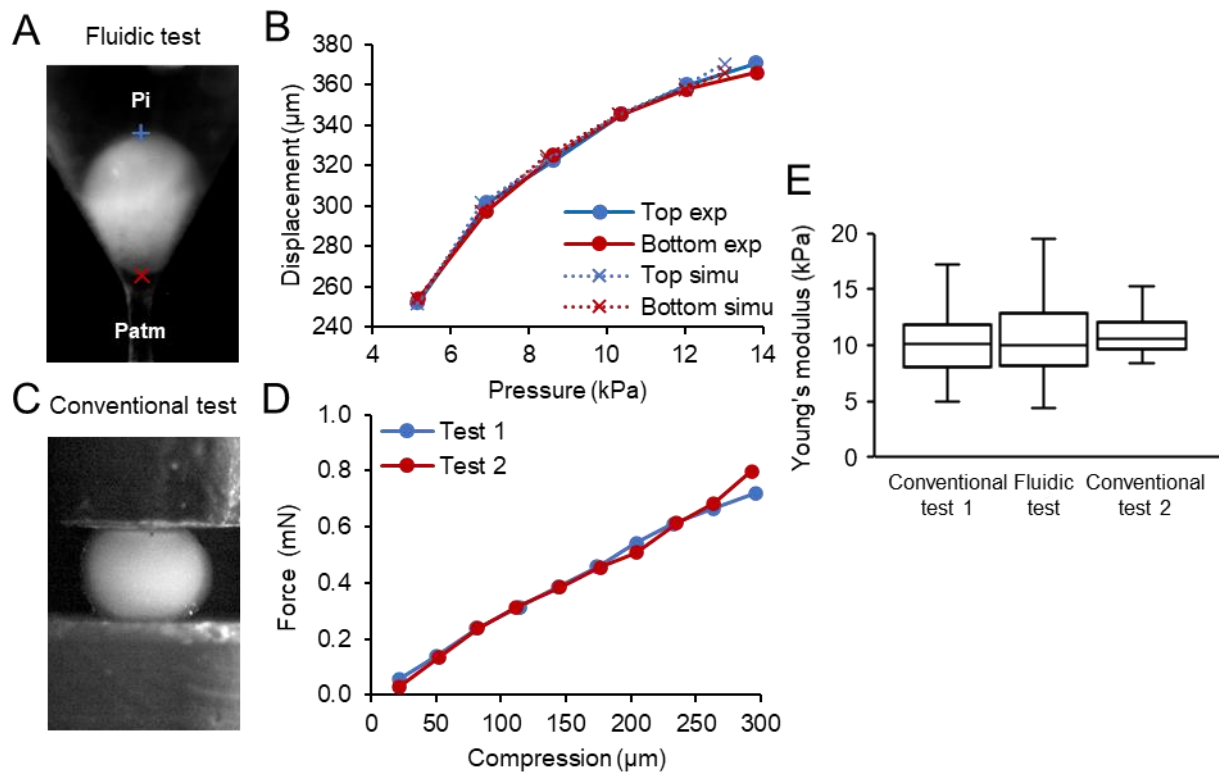 A
Fluidic test
Pi
Patm
B
380
360
340
320
300
280
260
240
4 6 8 10 12 14
Displacement (µm)
Pressure (kPa)
Top exp
Bottom exp
Top simu
Bottom simu
C
Conventional test
D
1.0
0.8
0.6
0.4
0.2
0.0
0 50 100 150 200 250 300
Force (mN)
Compression (µm)
Test 1
Test 2
E
20
15
10
5
0
Young's modulus (kPa)
Conventional test 1
Fluidic test
Conventional test 2